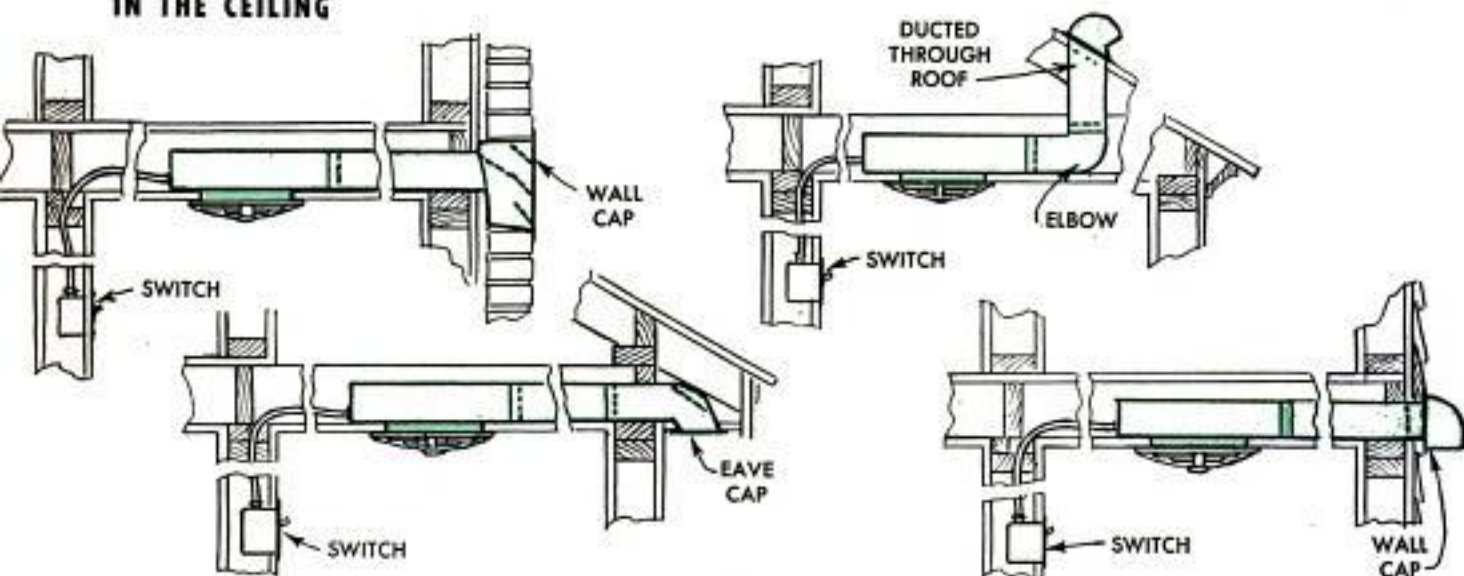 IN THE CEILING
DUCTED
THROUGH
ROOF
WALL
CAP
ELBOW
SWITCH
SWITCH
EAVE
CAP
SWITCH
SWITCH
WALL
CAP